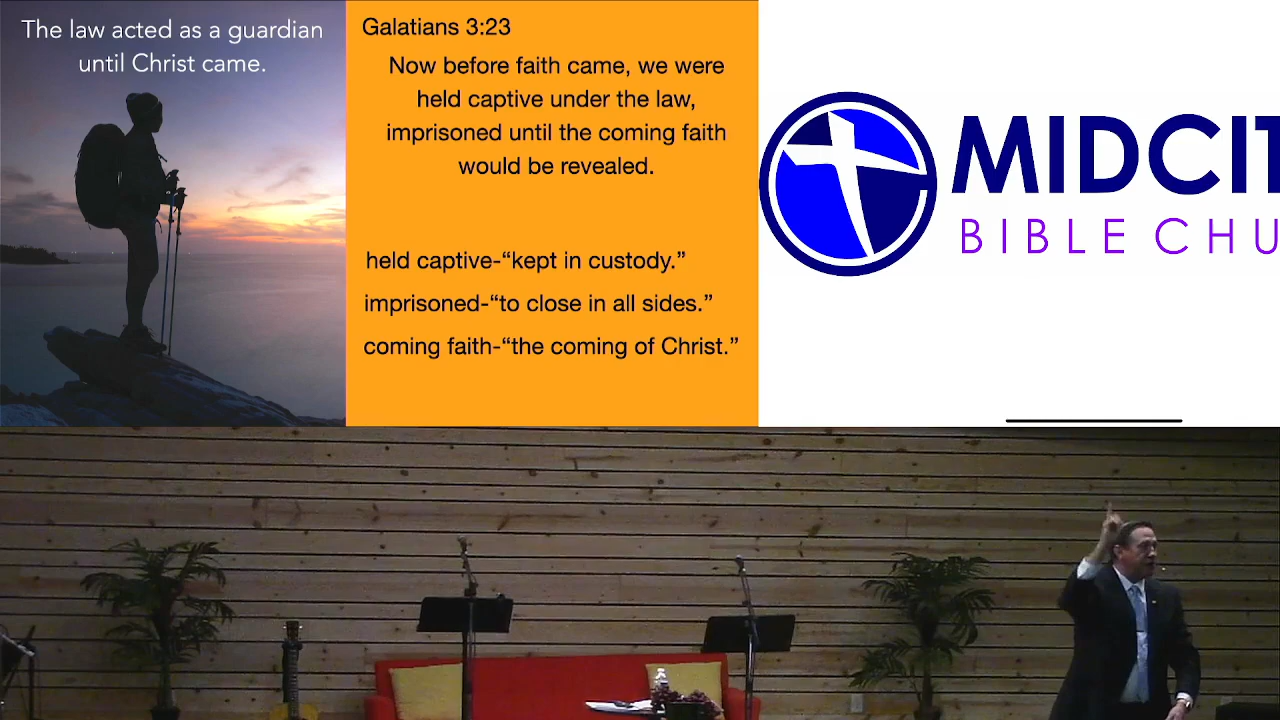 The law acted as a guardian
until Christ came.
Galatians 3:23
Now before faith came, we were
held captive under the law,
imprisoned until the coming faith
would be revealed.
held captive-“kept in custody.”
imprisoned-“to close in all sides.”
coming faith-“the coming of Christ.”
MIDCIT
BIBLE CHU